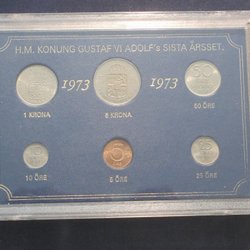 H.M. KONUNG GUSTAF VI ADOLF's SISTA ÅRSSET.
1973 1973
50 ÖRE
1 KRONA 5 KRONA
5
10 ÖRE 5 ÖRE 25 ÖRE